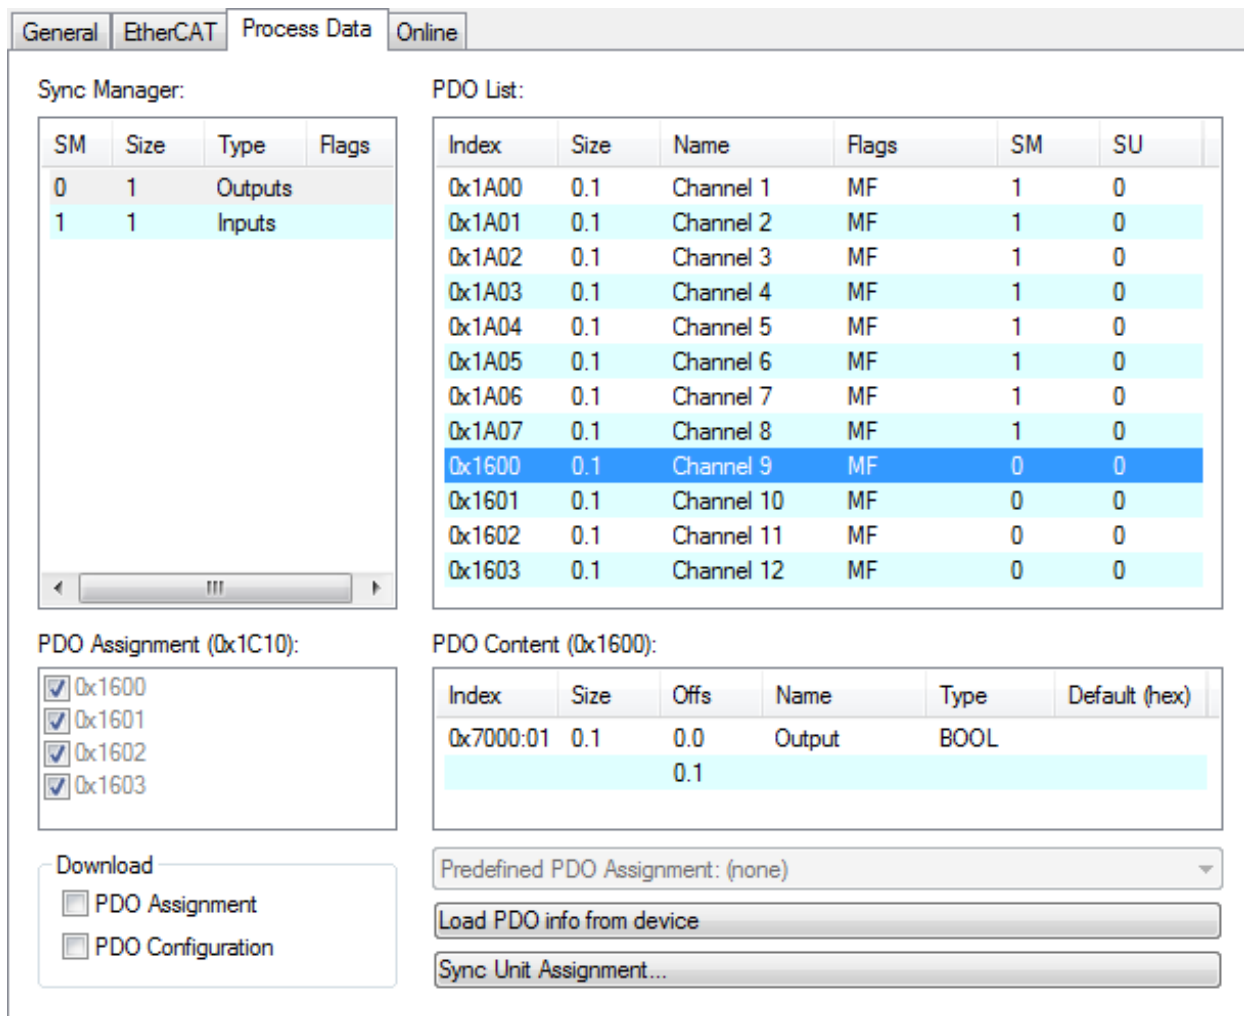 General EtherCAT Process Data Online
Sync Manager: PDO List:
SM Size Type Flags Index Size Name Flags SM SU
0 1 Outputs 0x1A00 0.1 Channel 1 MF 1 0
1 1 Inputs 0x1A01 0.1 Channel 2 MF 1 0
0x1A02 0.1 Channel 3 MF 1 0
0x1A03 0.1 Channel 4 MF 1 0
0x1A04 0.1 Channel 5 MF 1 0
0x1A05 0.1 Channel 6 MF 1 0
0x1A06 0.1 Channel 7 MF 1 0
0x1A07 0.1 Channel 8 MF 1 0
0x1600 0.1 Channel 9 MF 0 0
0x1601 0.1 Channel 10 MF 0 0
0x1602 0.1 Channel 11 MF 0 0
0x1603 0.1 Channel 12 MF 0 0
PDO Assignment (0x1C10): PDO Content (0x1600):
0x1600 Index Size Offs Name Type Default (hex)
0x1601 0x7000:01 0.1 0.0 Output BOOL
0x1602 0.1
0x1603
Download Predefined PDO Assignment: (none)
PDO Assignment Load PDO info from device
PDO Configuration Sync Unit Assignment...